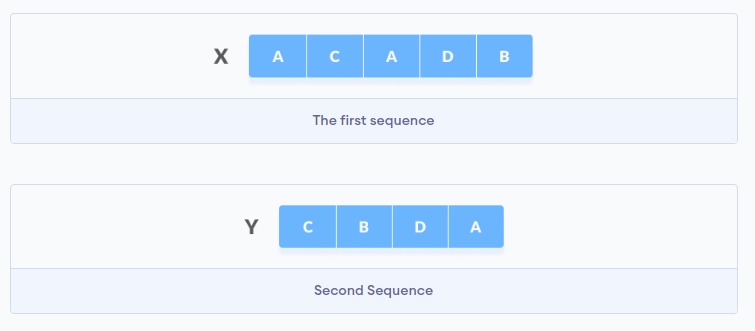 X A C A D B
The first sequence
Y C B D A
Second Sequence